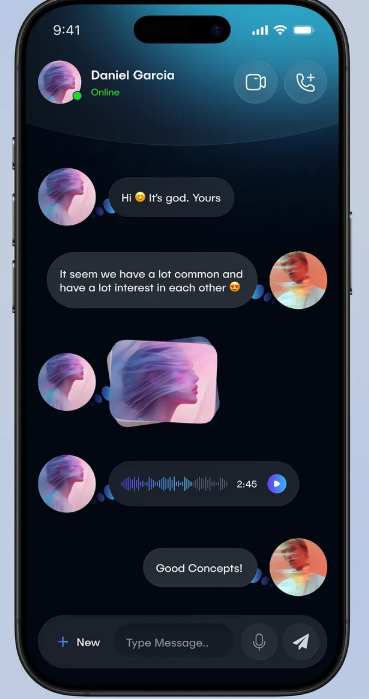 9:41
Daniel Garcia
Online
Hi 😊 It's god. Yours
It seem we have a lot common and
have a lot interest in each other 😍
2:45
Good Concepts!
+ New
Type Message..